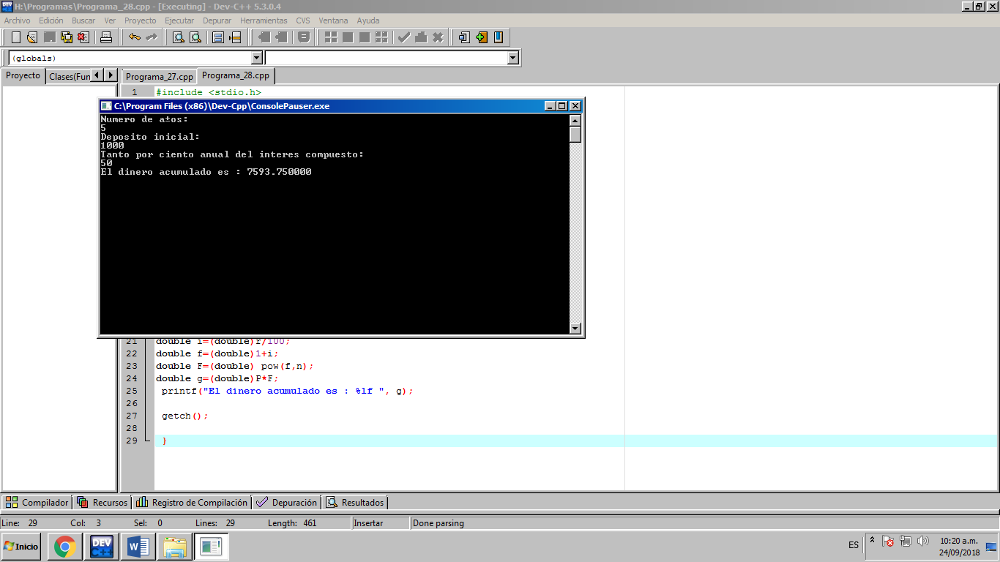 H:\Programas\Programa_28.cpp - [Executing] - Dev-C++ 5.3.0.4
Archivo Edición Buscar Ver Proyecto Ejecutar Depurar Herramientas CVS Ventana Ayuda
(globals)
Proyecto Clases(Fun Programa_27.cpp Programa_28.cpp
1 #include <stdio.h>
C:\Program Files (x86)\Dev-Cpp\ConsolePauser.exe
Numero de a±os:
5
Deposito inicial:
1000
Tanto por ciento anual del interes compuesto:
50
El dinero acumulado es : 7593.750000
21 double i=(double)r/100;
22 double f=(double)1+i;
23 double F=(double) pow(f,n);
24 double g=(double)P*F;
25 printf("El dinero acumulado es : %lf ", g);
26
27 getch();
28
29 }
Compilador Recursos Registro de Compilación Depuración Resultados
Line: 29 Col: 3 Sel: 0 Lines: 29 Length: 461 Insertar Done parsing
Inicio DEV C++ W ES 10:20 a.m.
24/09/2018